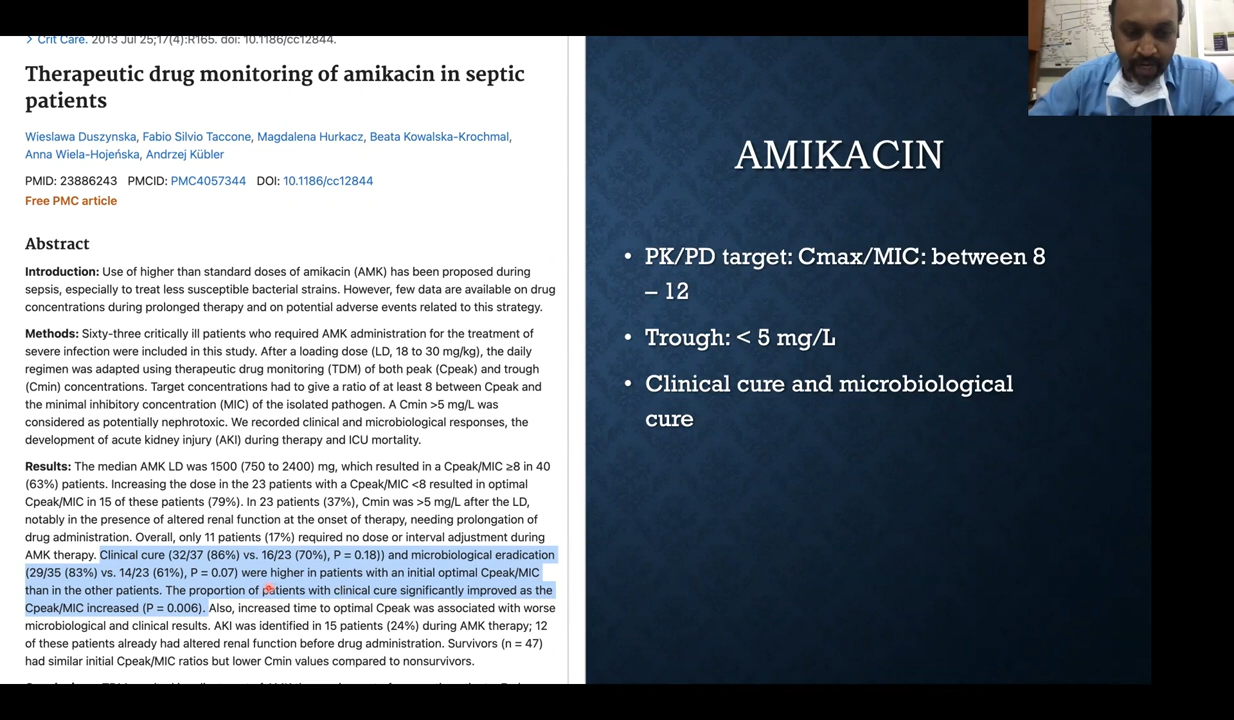 Crit Care. 2013 Jul 25;17(4):R165. doi: 10.1186/cc12844.
Therapeutic drug monitoring of amikacin in septic
patients
Wieslawa Duszynska, Fabio Silvio Taccone, Magdalena Hurkacz, Beata Kowalska-Krochmal,
Anna Wiela-Hojeńska, Andrzej Kübler
PMID: 23886243 PMCID: PMC4057344 DOI: 10.1186/cc12844
Free PMC article
Abstract
Introduction: Use of higher than standard doses of amikacin (AMK) has been proposed during
sepsis, especially to treat less susceptible bacterial strains. However, few data are available on drug
concentrations during prolonged therapy and on potential adverse events related to this strategy.
Methods: Sixty-three critically ill patients who required AMK administration for the treatment of
severe infection were included in this study. After a loading dose (LD, 18 to 30 mg/kg), the daily
regimen was adapted using therapeutic drug monitoring (TDM) of both peak (Cpeak) and trough
(Cmin) concentrations. Target concentrations had to give a ratio of at least 8 between Cpeak and
the minimal inhibitory concentration (MIC) of the isolated pathogen. A Cmin >5 mg/L was
considered as potentially nephrotoxic. We recorded clinical and microbiological responses, the
development of acute kidney injury (AKI) during therapy and ICU mortality.
Results: The median AMK LD was 1500 (750 to 2400) mg, which resulted in a Cpeak/MIC ≥8 in 40
(63%) patients. Increasing the dose in the 23 patients with a Cpeak/MIC <8 resulted in optimal
Cpeak/MIC in 15 of these patients (79%). In 23 patients (37%), Cmin was >5 mg/L after the LD,
notably in the presence of altered renal function at the onset of therapy, needing prolongation of
drug administration. Overall, only 11 patients (17%) required no dose or interval adjustment during
AMK therapy. Clinical cure (32/37 (86%) vs. 16/23 (70%), P = 0.18)) and microbiological eradication
(29/35 (83%) vs. 14/23 (61%), P = 0.07) were higher in patients with an initial optimal Cpeak/MIC
than in the other patients. The proportion of patients with clinical cure significantly improved as the
Cpeak/MIC increased (P = 0.006). Also, increased time to optimal Cpeak was associated with worse
microbiological and clinical results. AKI was identified in 15 patients (24%) during AMK therapy; 12
of these patients already had altered renal function before drug administration. Survivors (n = 47)
had similar initial Cpeak/MIC ratios but lower Cmin values compared to nonsurvivors.
AMIKACIN
• PK/PD target: Cmax/MIC: between 8
– 12
• Trough: < 5 mg/L
• Clinical cure and microbiological
cure